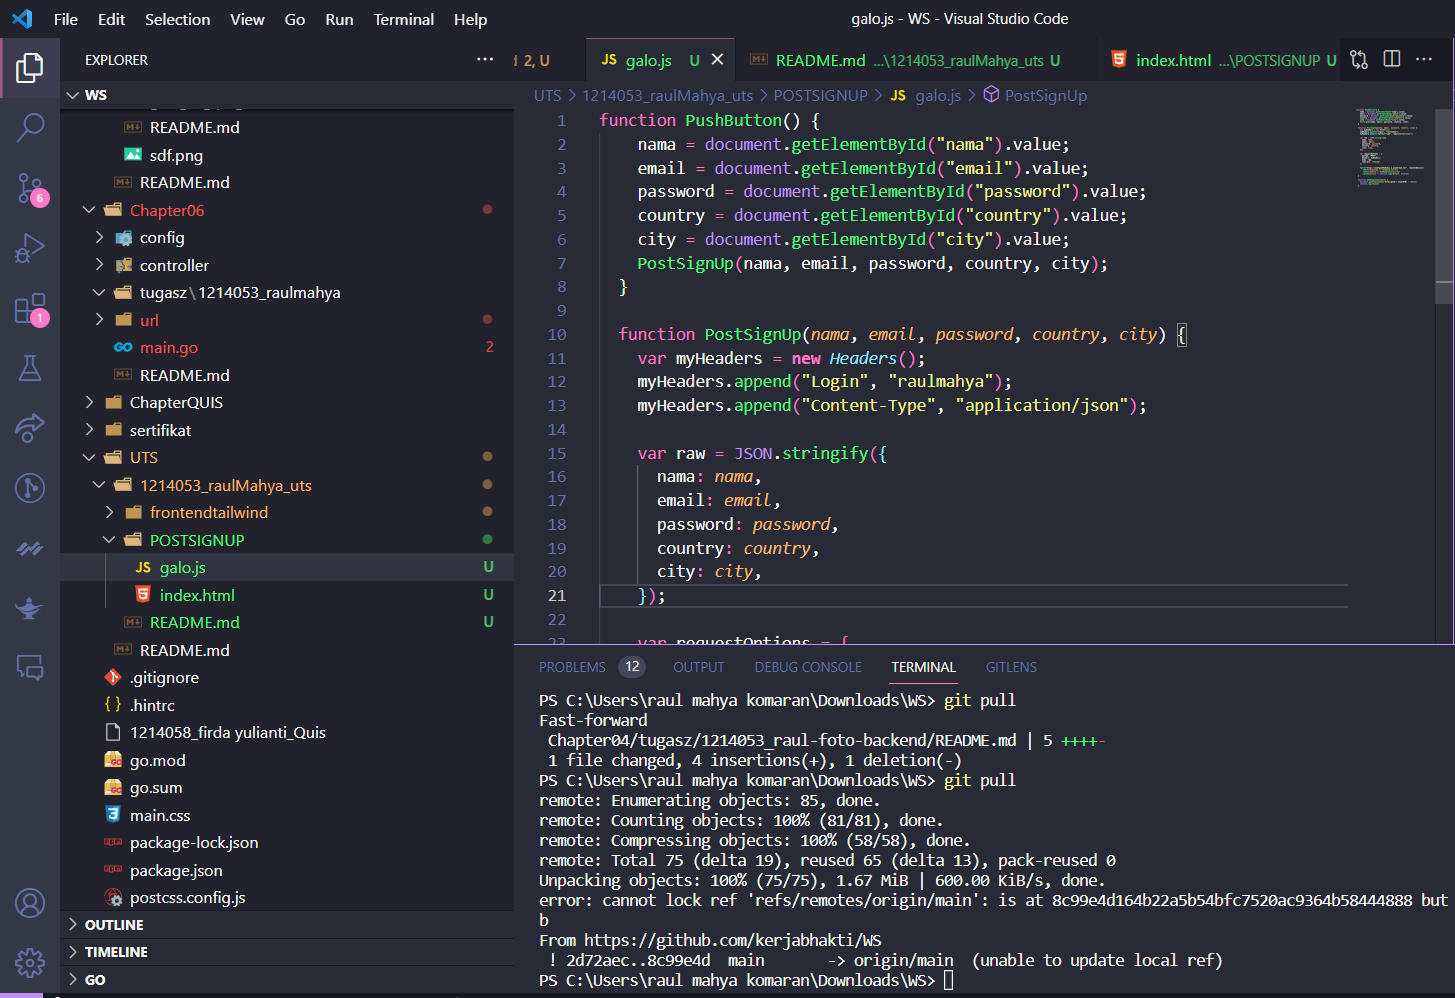 File Edit Selection View Go Run Terminal Help
galo.js - WS - Visual Studio Code
EXPLORER
2, U
JS galo.js U
README.md ...\1214053_raulMahya_uts U
index.html ...\POSTSIGNUP U
WS
README.md
sdf.png
README.md
Chapter06
config
controller
tugasz\1214053_raulmahya
url
GO main.go 2
README.md
ChapterQUIS
sertifikat
UTS
1214053_raulMahya_uts
frontendtailwind
POSTSIGNUP
JS galo.js U
index.html U
README.md U
README.md
.gitignore
{} .hintrc
1214058_firda yulianti_Quis
go.mod
go.sum
main.css
package-lock.json
package.json
postcss.config.js
OUTLINE
TIMELINE
GO
6
1
UTS > 1214053_raulMahya_uts > POSTSIGNUP > JS galo.js > PostSignUp
1 function PushButton() {
2 nama = document.getElementById("nama").value;
3 email = document.getElementById("email").value;
4 password = document.getElementById("password").value;
5 country = document.getElementById("country").value;
6 city = document.getElementById("city").value;
7 PostSignUp(nama, email, password, country, city);
8 }
9
10 function PostSignUp(nama, email, password, country, city) {
11 var myHeaders = new Headers();
12 myHeaders.append("Login", "raulmahya");
13 myHeaders.append("Content-Type", "application/json");
14
15 var raw = JSON.stringify({
16 nama: nama,
17 email: email,
18 password: password,
19 country: country,
20 city: city,
21 });
22
23 var requestOptions = {
PROBLEMS 12 OUTPUT DEBUG CONSOLE TERMINAL GITLENS
PS C:\Users\raul mahya komaran\Downloads\WS> git pull
Fast-forward
Chapter04/tugasz/1214053_raul-foto-backend/README.md | 5 ++++-
1 file changed, 4 insertions(+), 1 deletion(-)
PS C:\Users\raul mahya komaran\Downloads\WS> git pull
remote: Enumerating objects: 85, done.
remote: Counting objects: 100% (81/81), done.
remote: Compressing objects: 100% (58/58), done.
remote: Total 75 (delta 19), reused 65 (delta 13), pack-reused 0
Unpacking objects: 100% (75/75), 1.67 MiB | 600.00 KiB/s, done.
error: cannot lock ref 'refs/remotes/origin/main': is at 8c99e4d164b22a5b54bfc7520ac9364b58444888 but
b
From https://github.com/kerjabhakti/WS
! 2d72aec..8c99e4d main -> origin/main (unable to update local ref)
PS C:\Users\raul mahya komaran\Downloads\WS>